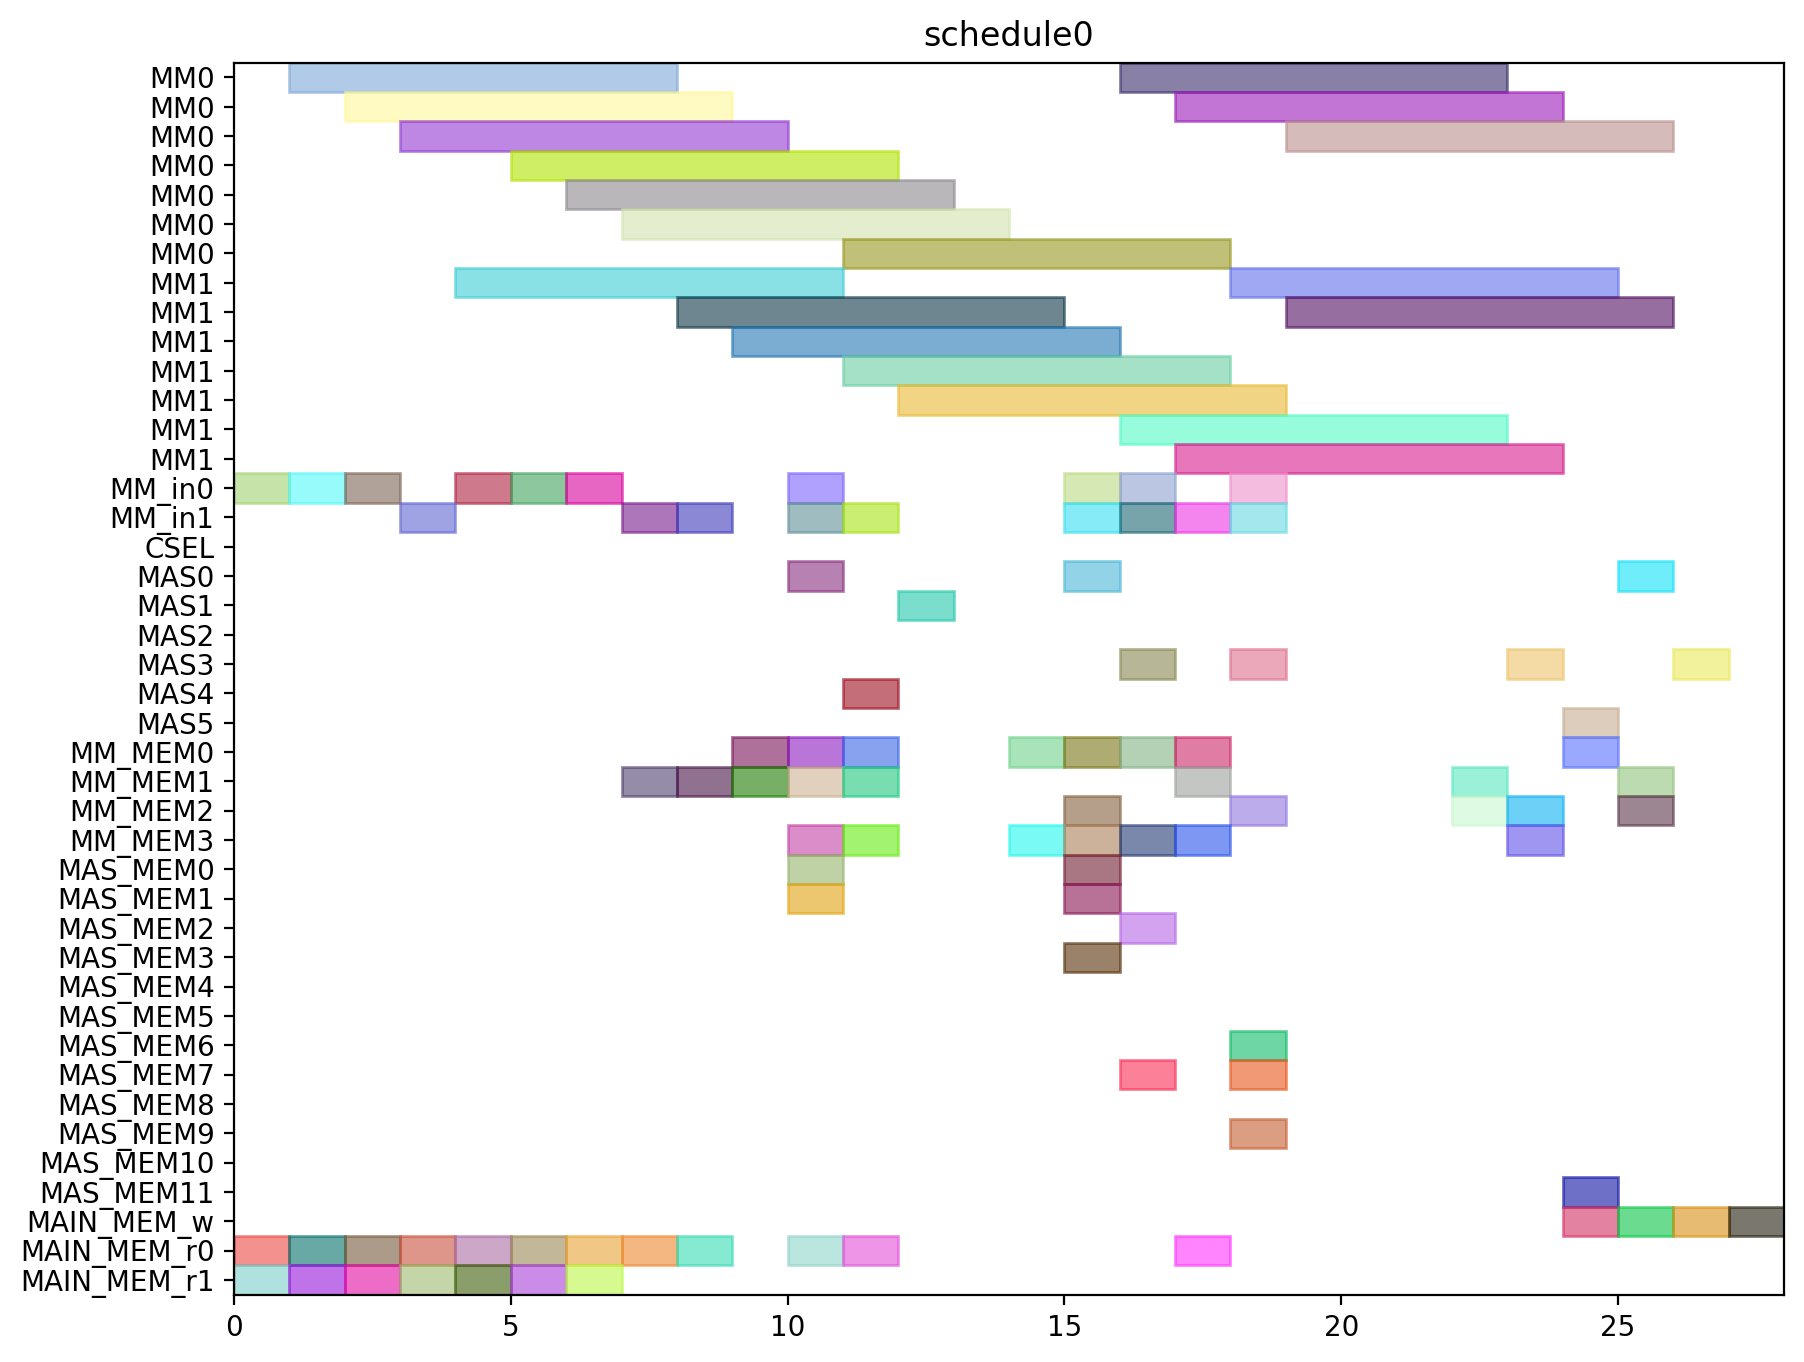 schedule0
MM0
MM0
MM0
MM0
MM0
MM0
MM0
MM1
MM1
MM1
MM1
MM1
MM1
MM1
MM_in0
MM_in1
CSEL
MAS0
MAS1
MAS2
MAS3
MAS4
MAS5
MM_MEM0
MM_MEM1
MM_MEM2
MM_MEM3
MAS_MEM0
MAS_MEM1
MAS_MEM2
MAS_MEM3
MAS_MEM4
MAS_MEM5
MAS_MEM6
MAS_MEM7
MAS_MEM8
MAS_MEM9
MAS_MEM10
MAS_MEM11
MAIN_MEM_w
MAIN_MEM_r0
MAIN_MEM_r1
0 5 10 15 20 25